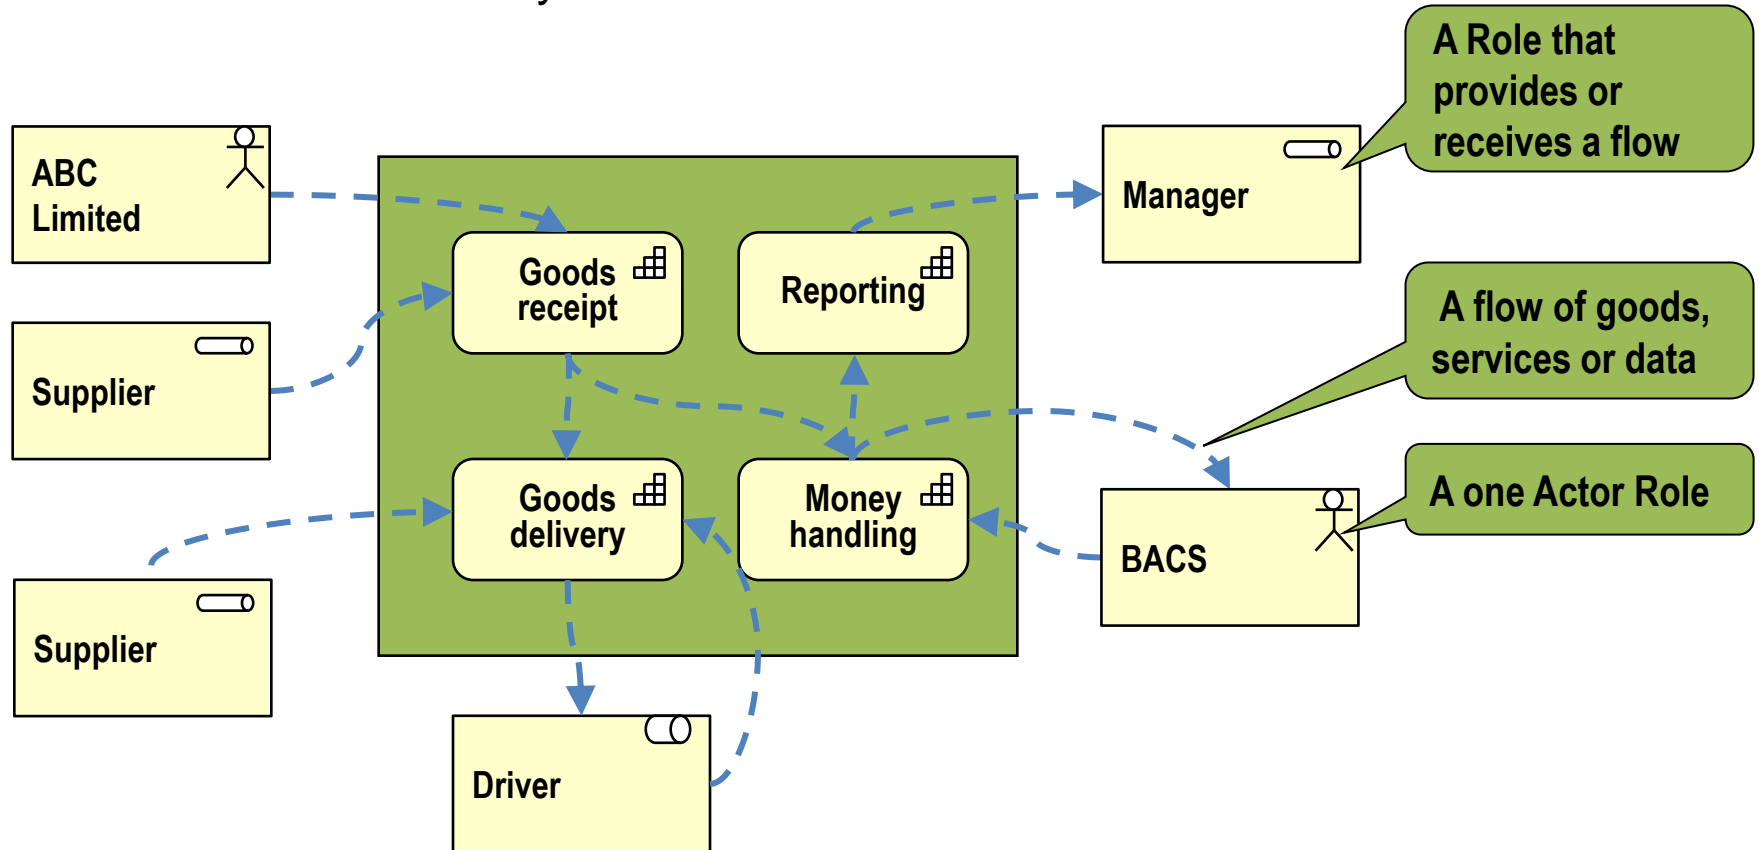 A Role that
provides or
receives a flow
ABC
Limited
Manager
Goods
receipt
Reporting
A flow of goods,
services or data
Supplier
Goods
delivery
Money
handling
A one Actor Role
BACS
Supplier
Driver